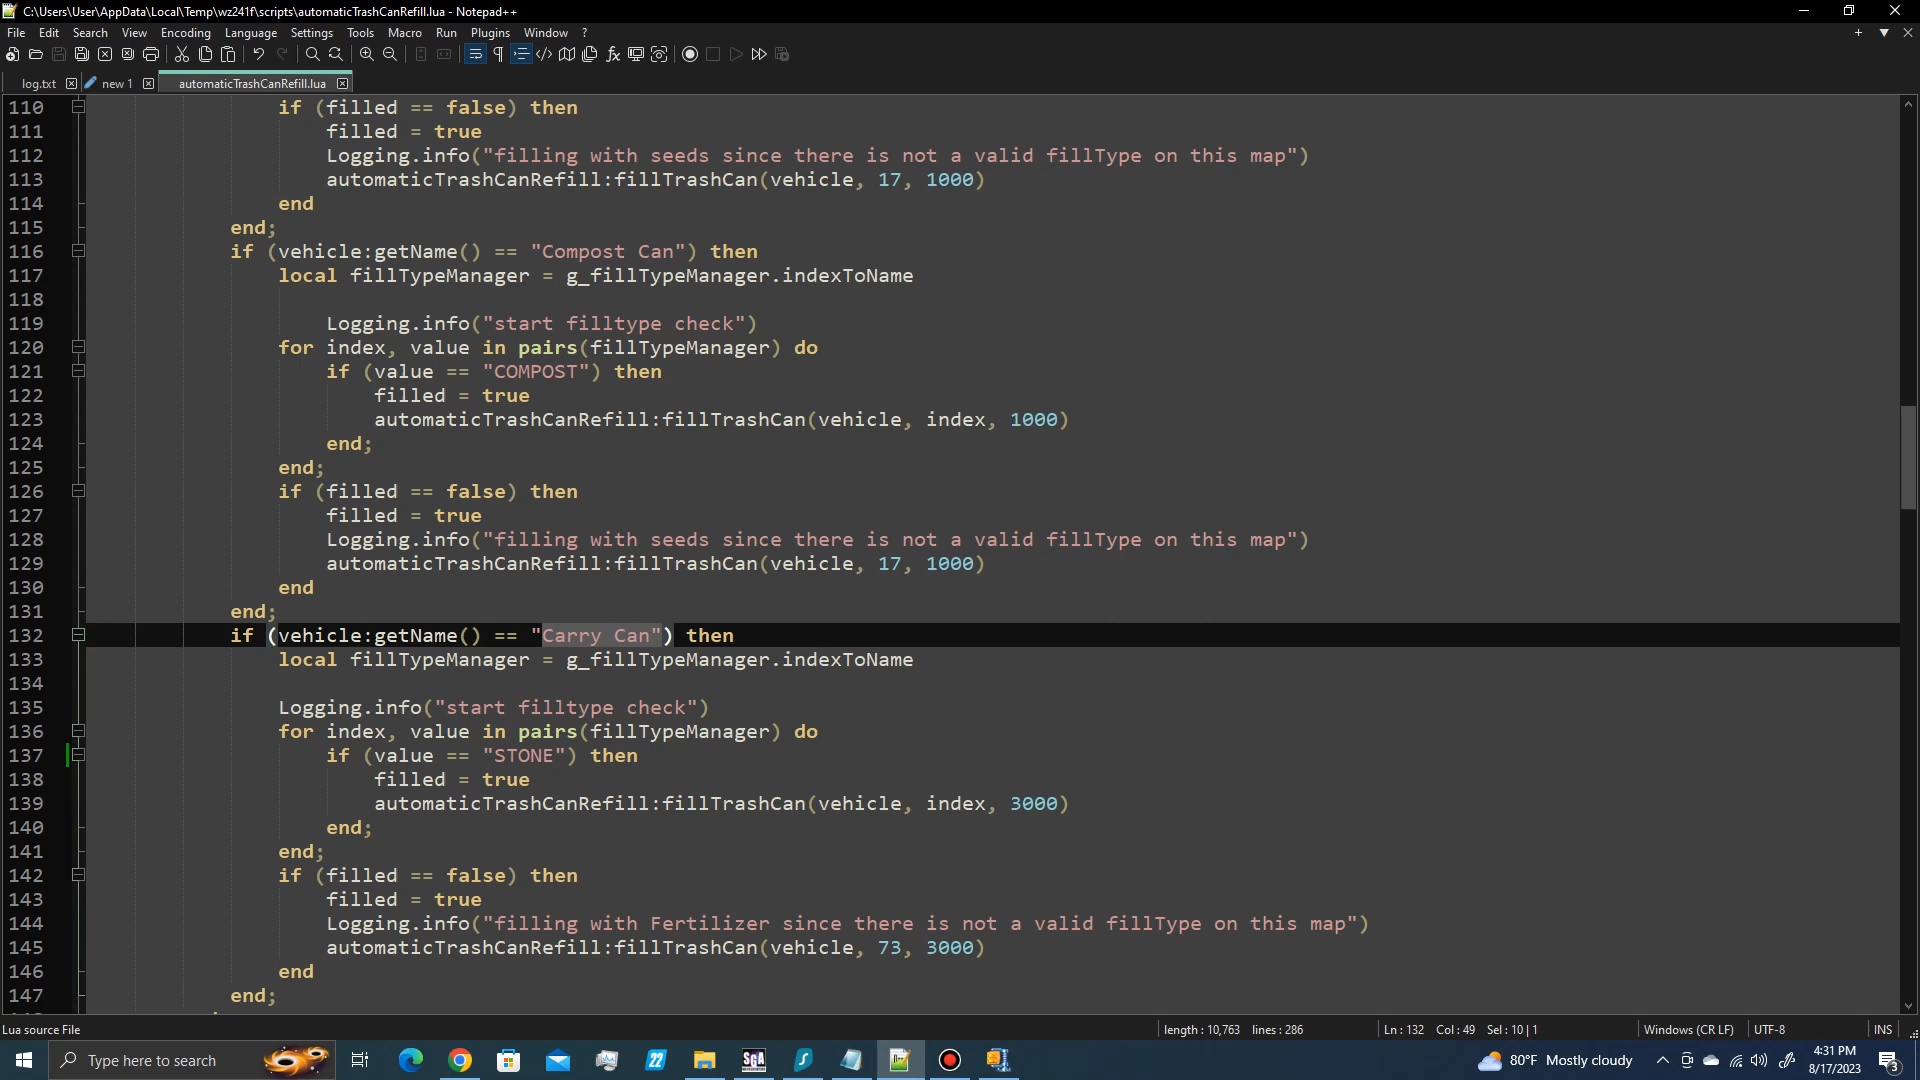 C:\Users\User\AppData\Local\Temp\wz241f\scripts\automaticTrashCanRefill.lua - Notepad++
File Edit Search View Encoding Language Settings Tools Macro Run Plugins Window ?
log.txt new 1 automaticTrashCanRefill.lua
110 if (filled == false) then
111 filled = true
112 Logging.info("filling with seeds since there is not a valid fillType on this map")
113 automaticTrashCanRefill:fillTrashCan(vehicle, 17, 1000)
114 end
115 end;
116 if (vehicle:getName() == "Compost Can") then
117 local fillTypeManager = g_fillTypeManager.indexToName
118
119 Logging.info("start filltype check")
120 for index, value in pairs(fillTypeManager) do
121 if (value == "COMPOST") then
122 filled = true
123 automaticTrashCanRefill:fillTrashCan(vehicle, index, 1000)
124 end;
125 end;
126 if (filled == false) then
127 filled = true
128 Logging.info("filling with seeds since there is not a valid fillType on this map")
129 automaticTrashCanRefill:fillTrashCan(vehicle, 17, 1000)
130 end
131 end;
132 if (vehicle:getName() == "Carry Can") then
133 local fillTypeManager = g_fillTypeManager.indexToName
134
135 Logging.info("start filltype check")
136 for index, value in pairs(fillTypeManager) do
137 if (value == "STONE") then
138 filled = true
139 automaticTrashCanRefill:fillTrashCan(vehicle, index, 3000)
140 end;
141 end;
142 if (filled == false) then
143 filled = true
144 Logging.info("filling with Fertilizer since there is not a valid fillType on this map")
145 automaticTrashCanRefill:fillTrashCan(vehicle, 73, 3000)
146 end
147 end;
Lua source File length : 10,763 lines : 286 Ln : 132 Col : 49 Sel : 10 | 1 Windows (CR LF) UTF-8 INS
Type here to search 22 SGA 80°F Mostly cloudy 4:31 PM
8/17/2023 3